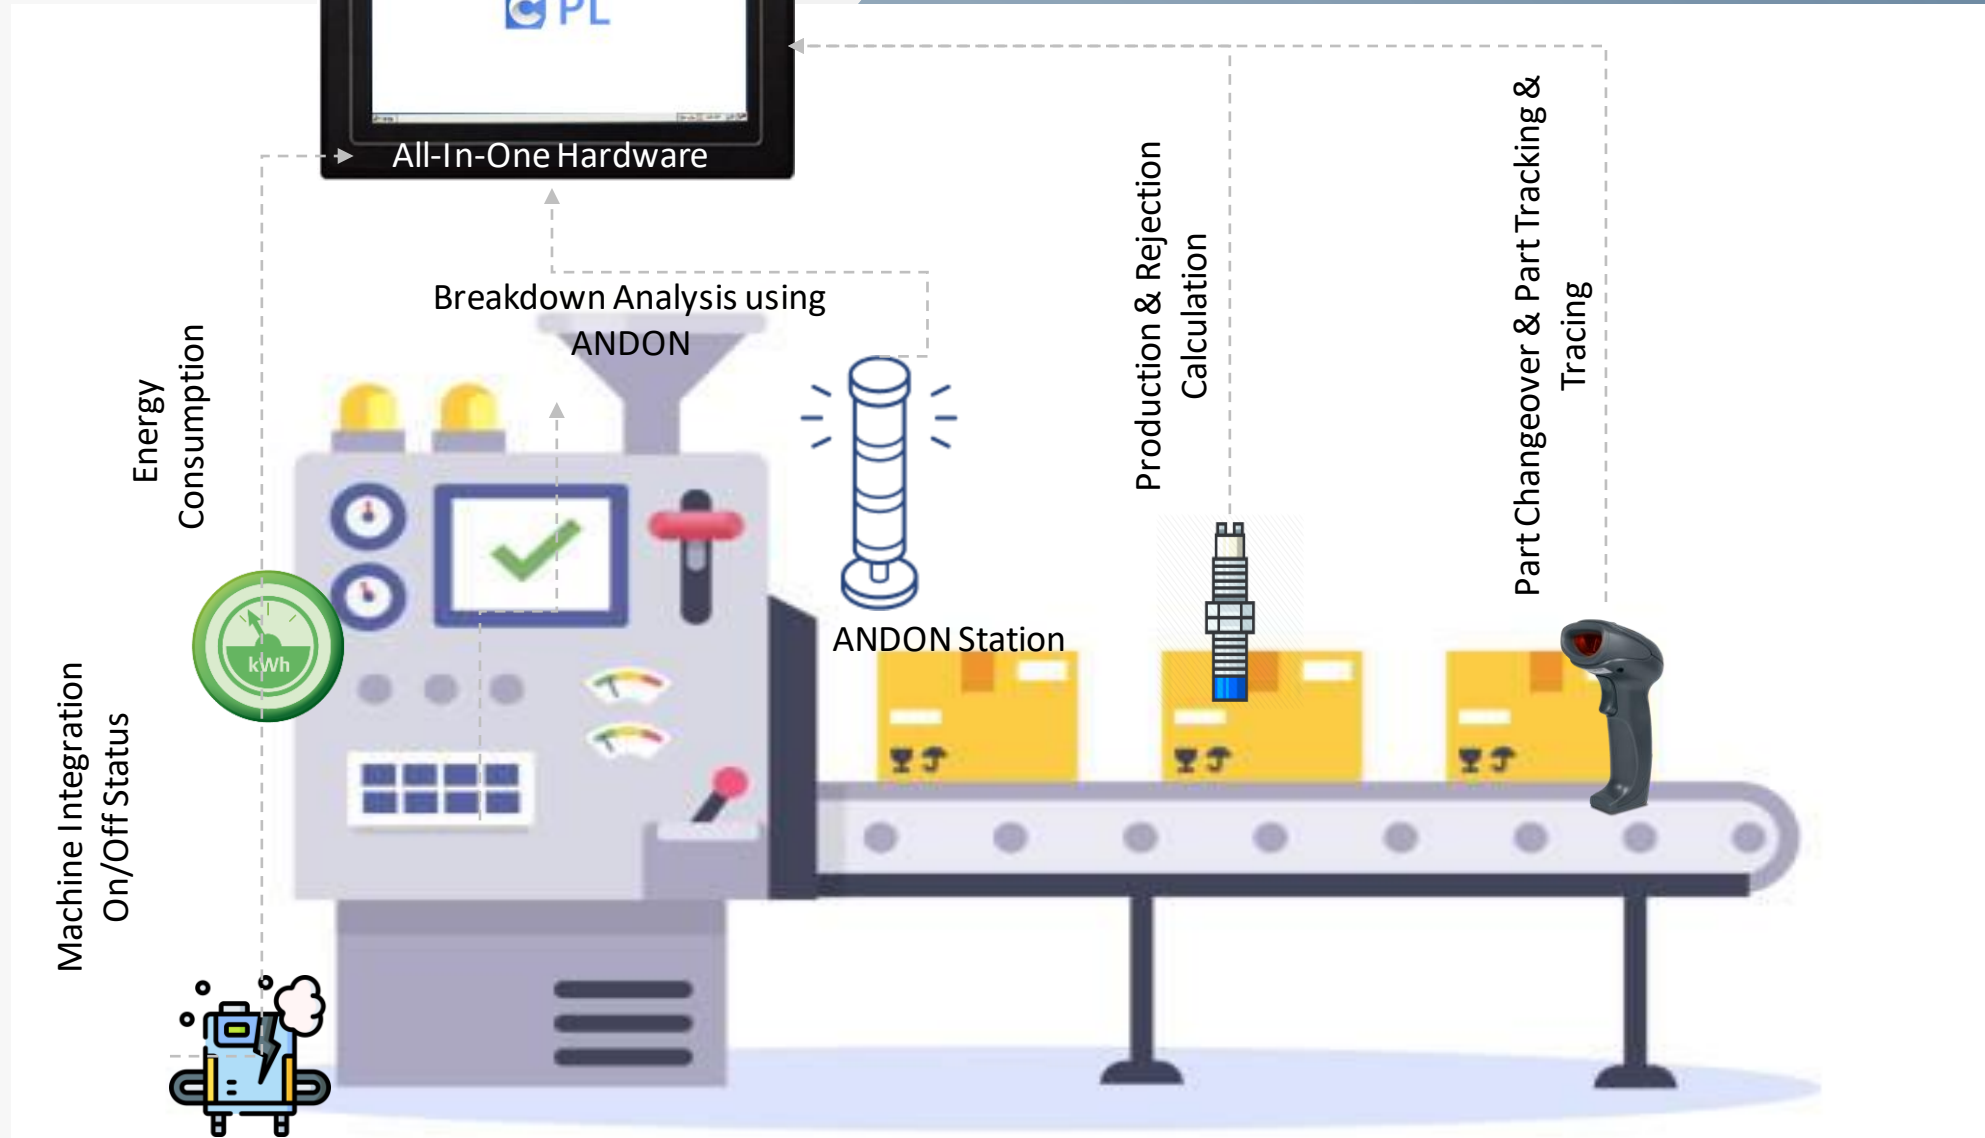 PL
All-In-One Hardware
Breakdown Analysis using
ANDON
Energy
Consumption
Production & Rejection
Calculation
Part Changeover & Part Tracking &
Tracing
kWh
ANDON Station
Machine Integration
On/Off Status